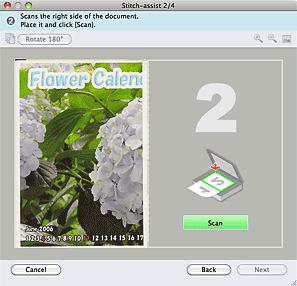 Stitch-assist 2/4
2 Scans the right side of the document.
Place it and click [Scan].
Rotate 180°
Flower Calen
2
June 2006
1 2 3 4 5 6 7 8 9 10 11 12 13 14 15 16 17
Scan
Cancel
Back
Next